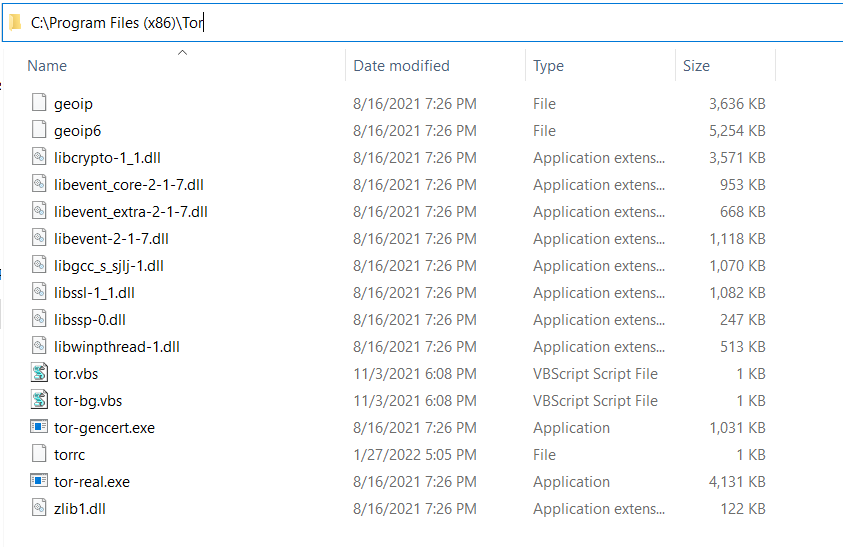 C:\Program Files (x86)\Tor
Name Date modified Type Size
geoip 8/16/2021 7:26 PM File 3,636 KB
geoip6 8/16/2021 7:26 PM File 5,254 KB
libcrypto-1_1.dll 8/16/2021 7:26 PM Application extens... 3,571 KB
libevent_core-2-1-7.dll 8/16/2021 7:26 PM Application extens... 953 KB
libevent_extra-2-1-7.dll 8/16/2021 7:26 PM Application extens... 668 KB
libevent-2-1-7.dll 8/16/2021 7:26 PM Application extens... 1,118 KB
libgcc_s_sjlj-1.dll 8/16/2021 7:26 PM Application extens... 1,070 KB
libssl-1_1.dll 8/16/2021 7:26 PM Application extens... 1,082 KB
libssp-0.dll 8/16/2021 7:26 PM Application extens... 247 KB
libwinpthread-1.dll 8/16/2021 7:26 PM Application extens... 513 KB
tor.vbs 11/3/2021 6:08 PM VBScript Script File 1 KB
tor-bg.vbs 11/3/2021 6:08 PM VBScript Script File 1 KB
tor-gencert.exe 8/16/2021 7:26 PM Application 1,031 KB
torrc 1/27/2022 5:05 PM File 1 KB
tor-real.exe 8/16/2021 7:26 PM Application 4,131 KB
zlib1.dll 8/16/2021 7:26 PM Application extens... 122 KB